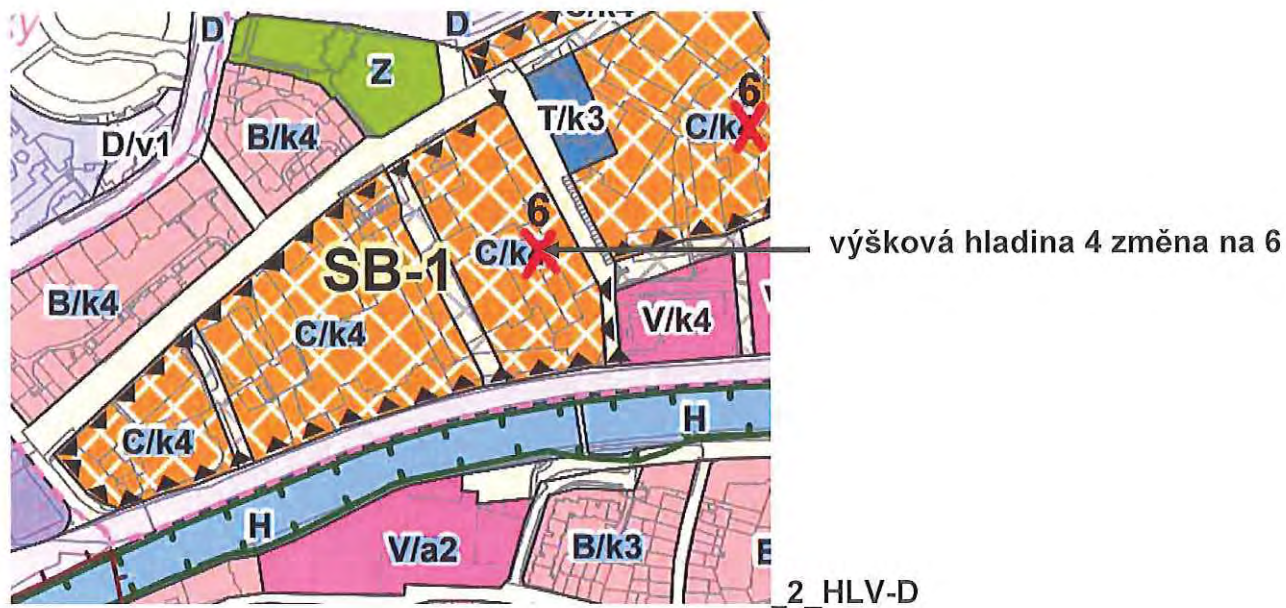 C/k4
D
D
Z
6
T/k3
C/k
B/k4
D/v1
6
C/k
výšková hladina 4 změna na 6
SB-1
B/k4
C/k4
V/k4
C/k4
H
H
V/a2
B/k3
_2_HLV-D